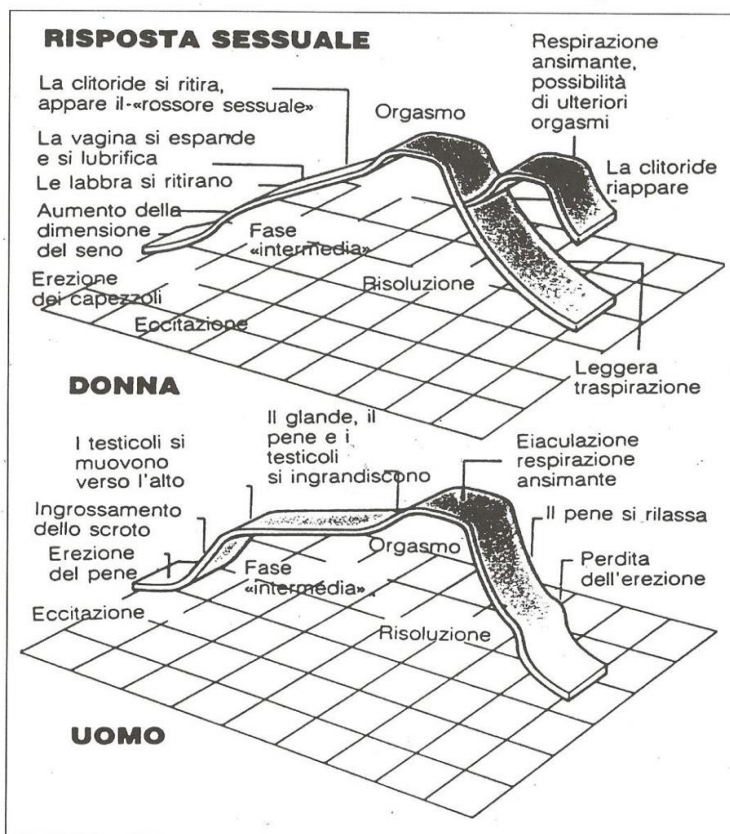 RISPOSTA SESSUALE
La clitoride si ritira,
appare il-«rossore sessuale»
La vagina si espande
e si lubrifica
Le labbra si ritirano
Aumento della
dimensione
del seno
Erezione
dei capezzoli
Eccitazione
Fase
«intermedia»
Orgasmo
Risoluzione
Respirazione
ansimante,
possibilità
di ulteriori
orgasmi
La clitoride
riappare
Leggera
traspirazione
DONNA
I testicoli si
muovono
verso l'alto
Ingrossamento
dello scroto
Erezione
del pene
Eccitazione
Fase
«intermedia»
Il glande, il
pene e i
testicoli
si ingrandiscono
Orgasmo
Risoluzione
Eiaculazione
respirazione
ansimante
Il pene si rilassa
Perdita
dell'erezione
UOMO